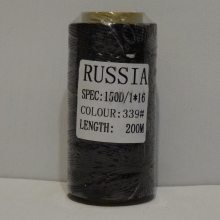 RUSSIA
SPEC:150D/1*16
COLOUR:339#
LENGTH: 200M